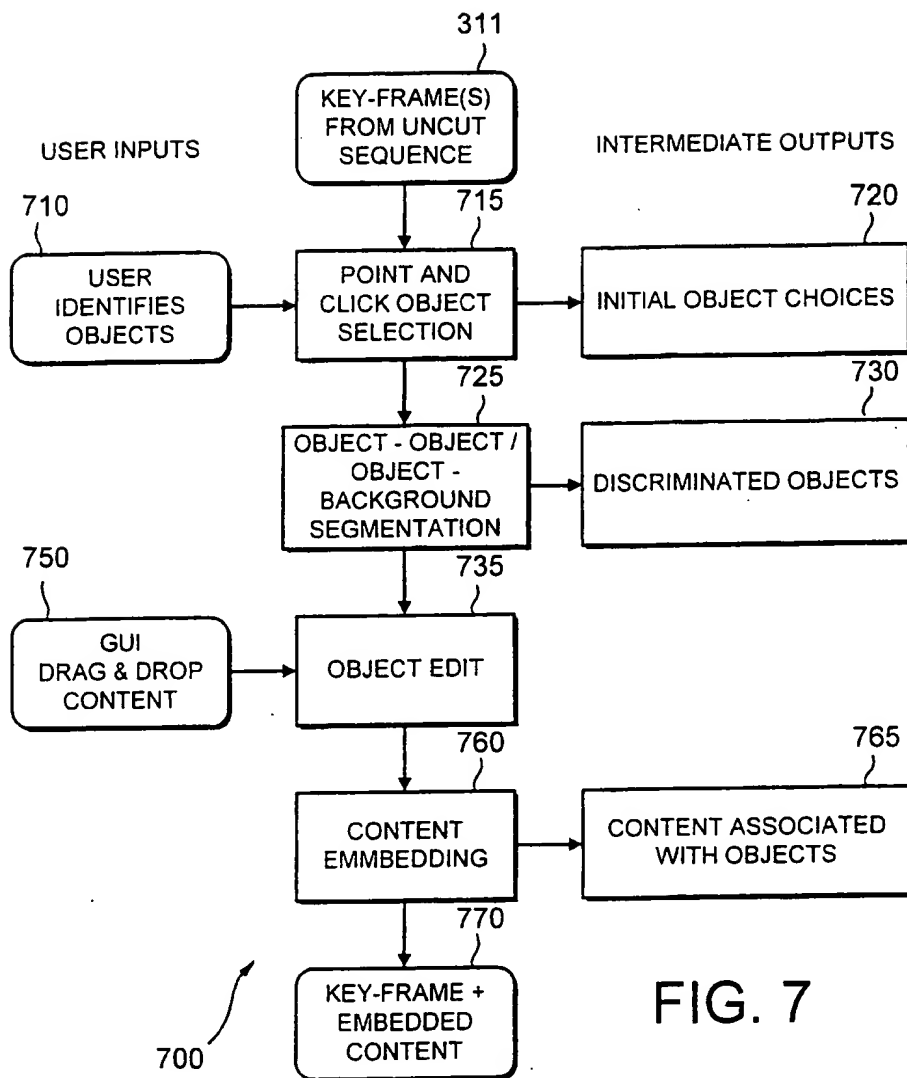 311
KEY-FRAME(S)
FROM UNCUT
SEQUENCE
USER INPUTS
INTERMEDIATE OUTPUTS
710
715
720
USER
IDENTIFIES
OBJECTS
POINT AND
CLICK OBJECT
SELECTION
INITIAL OBJECT CHOICES
725
730
OBJECT - OBJECT /
OBJECT -
BACKGROUND
SEGMENTATION
DISCRIMINATED OBJECTS
750
735
GUI
DRAG & DROP
CONTENT
OBJECT EDIT
760
765
CONTENT
EMMBEDDING
CONTENT ASSOCIATED
WITH OBJECTS
770
KEY-FRAME +
EMBEDDED
CONTENT
700
FIG. 7